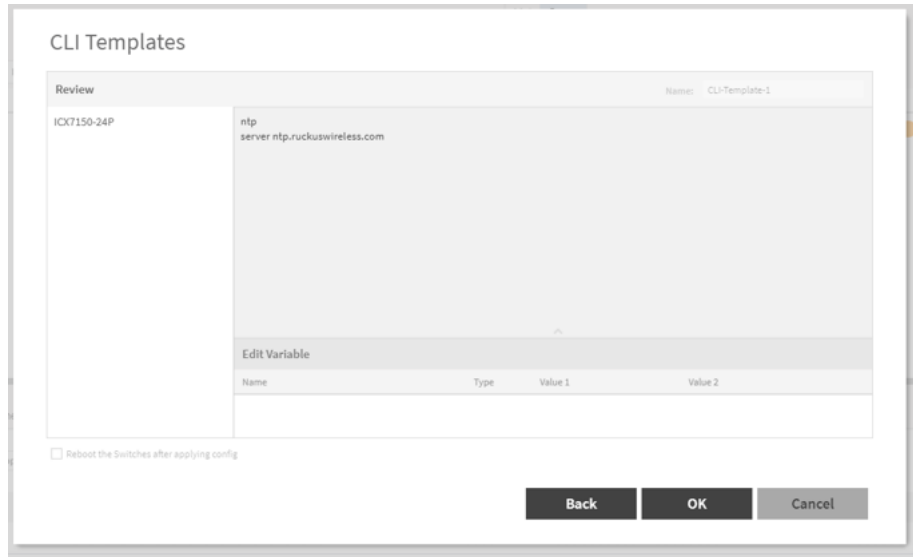 CLI Templates
Review
Name: CLI-Template-1
ICX7150-24P
ntp
server ntp.ruckuswireless.com
Edit Variable
Name Type Value 1 Value 2
Reboot the Switches after applying config
Back OK Cancel